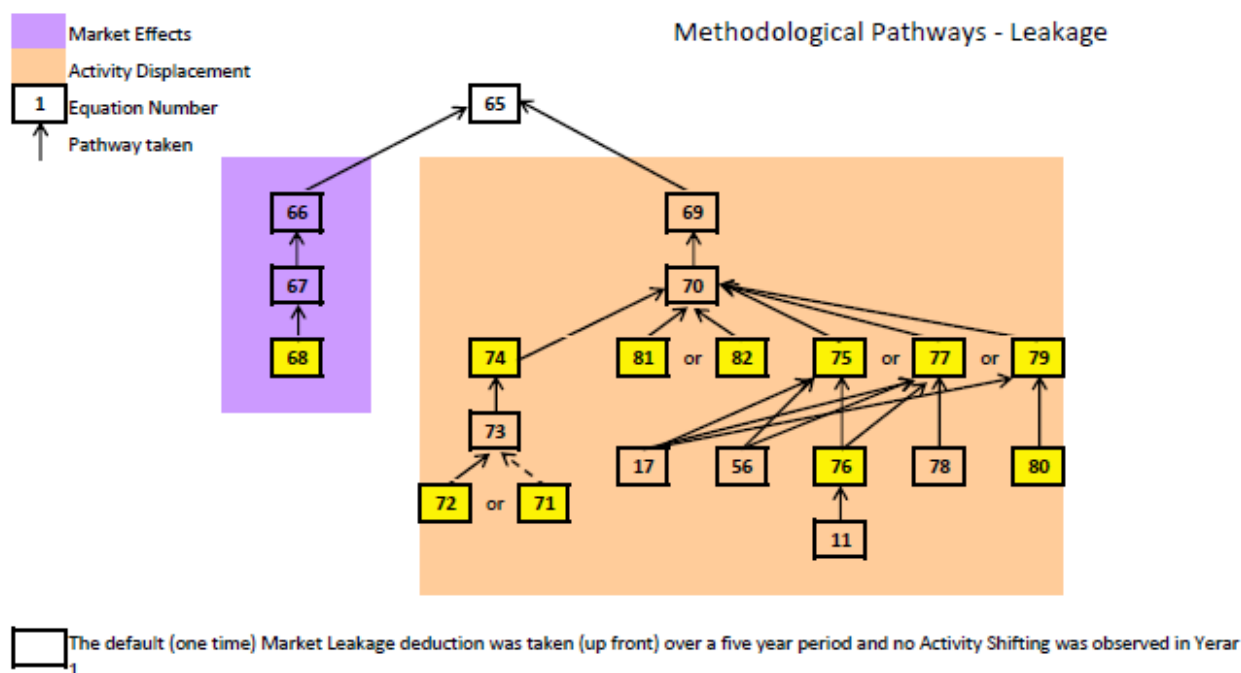 Methodological Pathways - Leakage
Market Effects
Activity Displacement
1 Equation Number
Pathway taken
65
66 69
67 70
68 74 81 or 82 75 or 77 or 79
73
17 56 76 78 80
72 or 71
11
The default (one time) Market Leakage deduction was taken (up front) over a five year period and no Activity Shifting was observed in Yerar
1